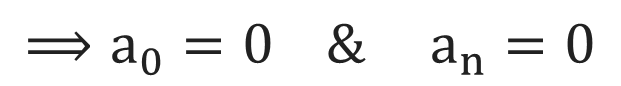 ⟹ a₀ = 0 & aₙ = 0